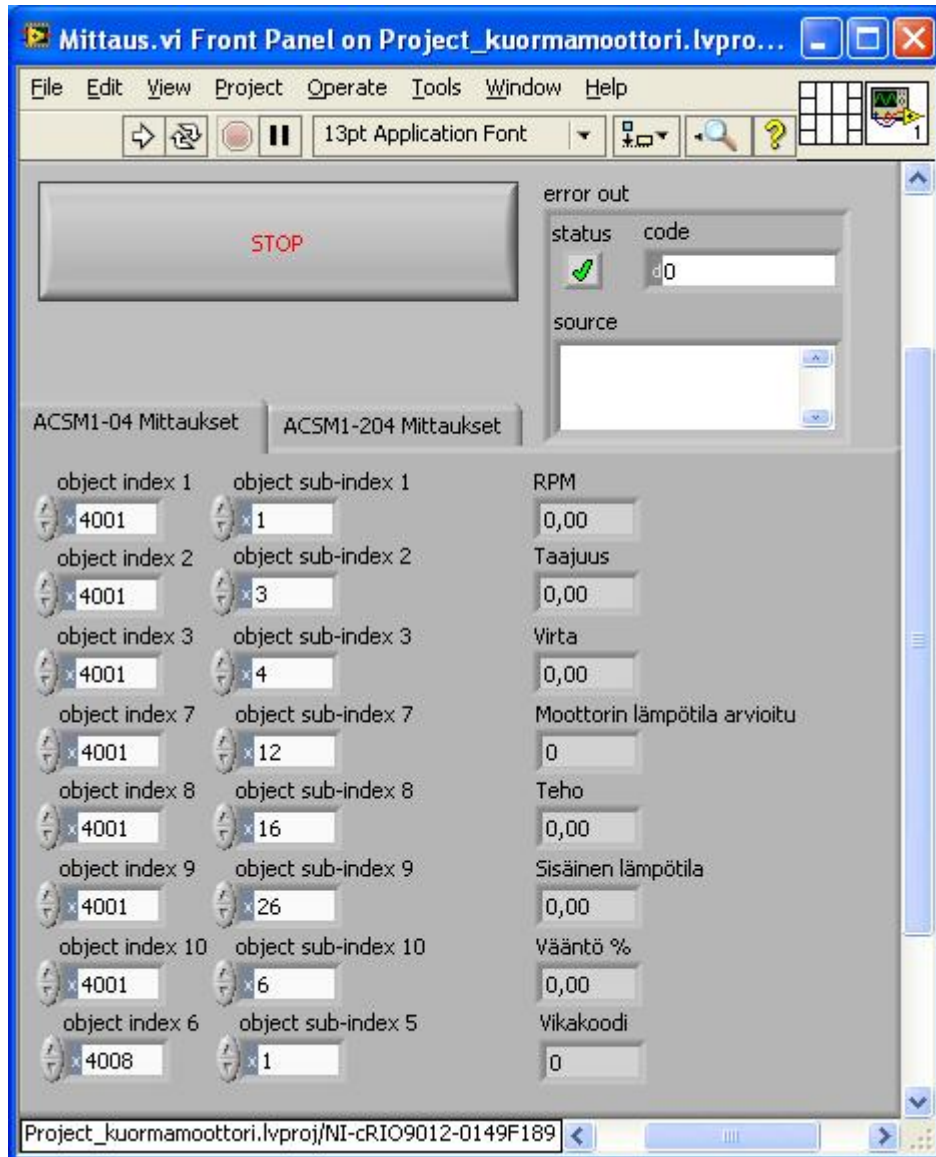 Mittaus.vi Front Panel on Project_kuormamoottori.lvpro...
File Edit View Project Operate Tools Window Help
13pt Application Font
1
STOP
error out
status code
d0
source
ACSM1-04 Mittaukset ACSM1-204 Mittaukset
object index 1 object sub-index 1 RPM
x 4001 x 1 0,00
object index 2 object sub-index 2 Taajuus
x 4001 x 3 0,00
object index 3 object sub-index 3 Virta
x 4001 x 4 0,00
object index 7 object sub-index 7 Moottorin lämpötila arvioitu
x 4001 x 12 0
object index 8 object sub-index 8 Teho
x 4001 x 16 0,00
object index 9 object sub-index 9 Sisäinen lämpötila
x 4001 x 26 0,00
object index 10 object sub-index 10 Vääntö %
x 4001 x 6 0,00
object index 6 object sub-index 5 Vikakoodi
x 4008 x 1 0
Project_kuormamoottori.lvproj/NI-cRIO9012-0149F189